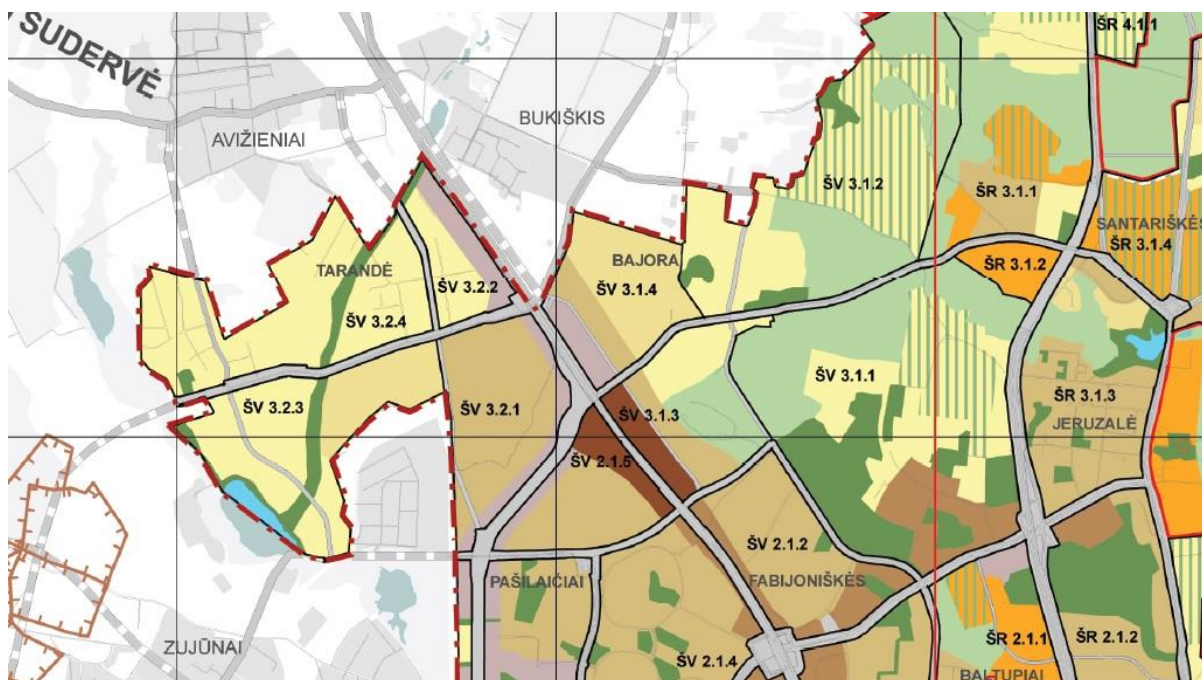 SUDERVĖ
ŠR 4.1.1
BUKIŠKIS
AVIŽIENIAI
ŠV 3.1.2
ŠR 3.1.1
SANTARIŠKĖS
ŠR 3.1.4
BAJORA
TARANDĖ
ŠV 3.2.2
ŠV 3.1.4
ŠR 3.1.2
ŠV 3.2.4
ŠV 3.1.1
ŠR 3.1.3
ŠV 3.2.3
ŠV 3.2.1
ŠV 3.1.3
JERUZALĖ
ŠV 2.1.5
ŠV 2.1.2
PAŠILAIČIAI
FABIJONIŠKĖS
ŠR 2.1.1
ŠR 2.1.2
ZUJŪNAI
ŠV 2.1.4
BALTUPIAI